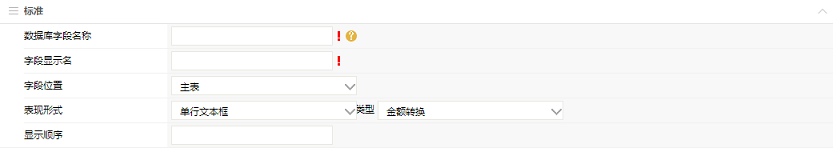 标准
数据库字段名称 ! ?
字段显示名 !
字段位置 主表
表现形式 单行文本框 类型 金额转换
显示顺序